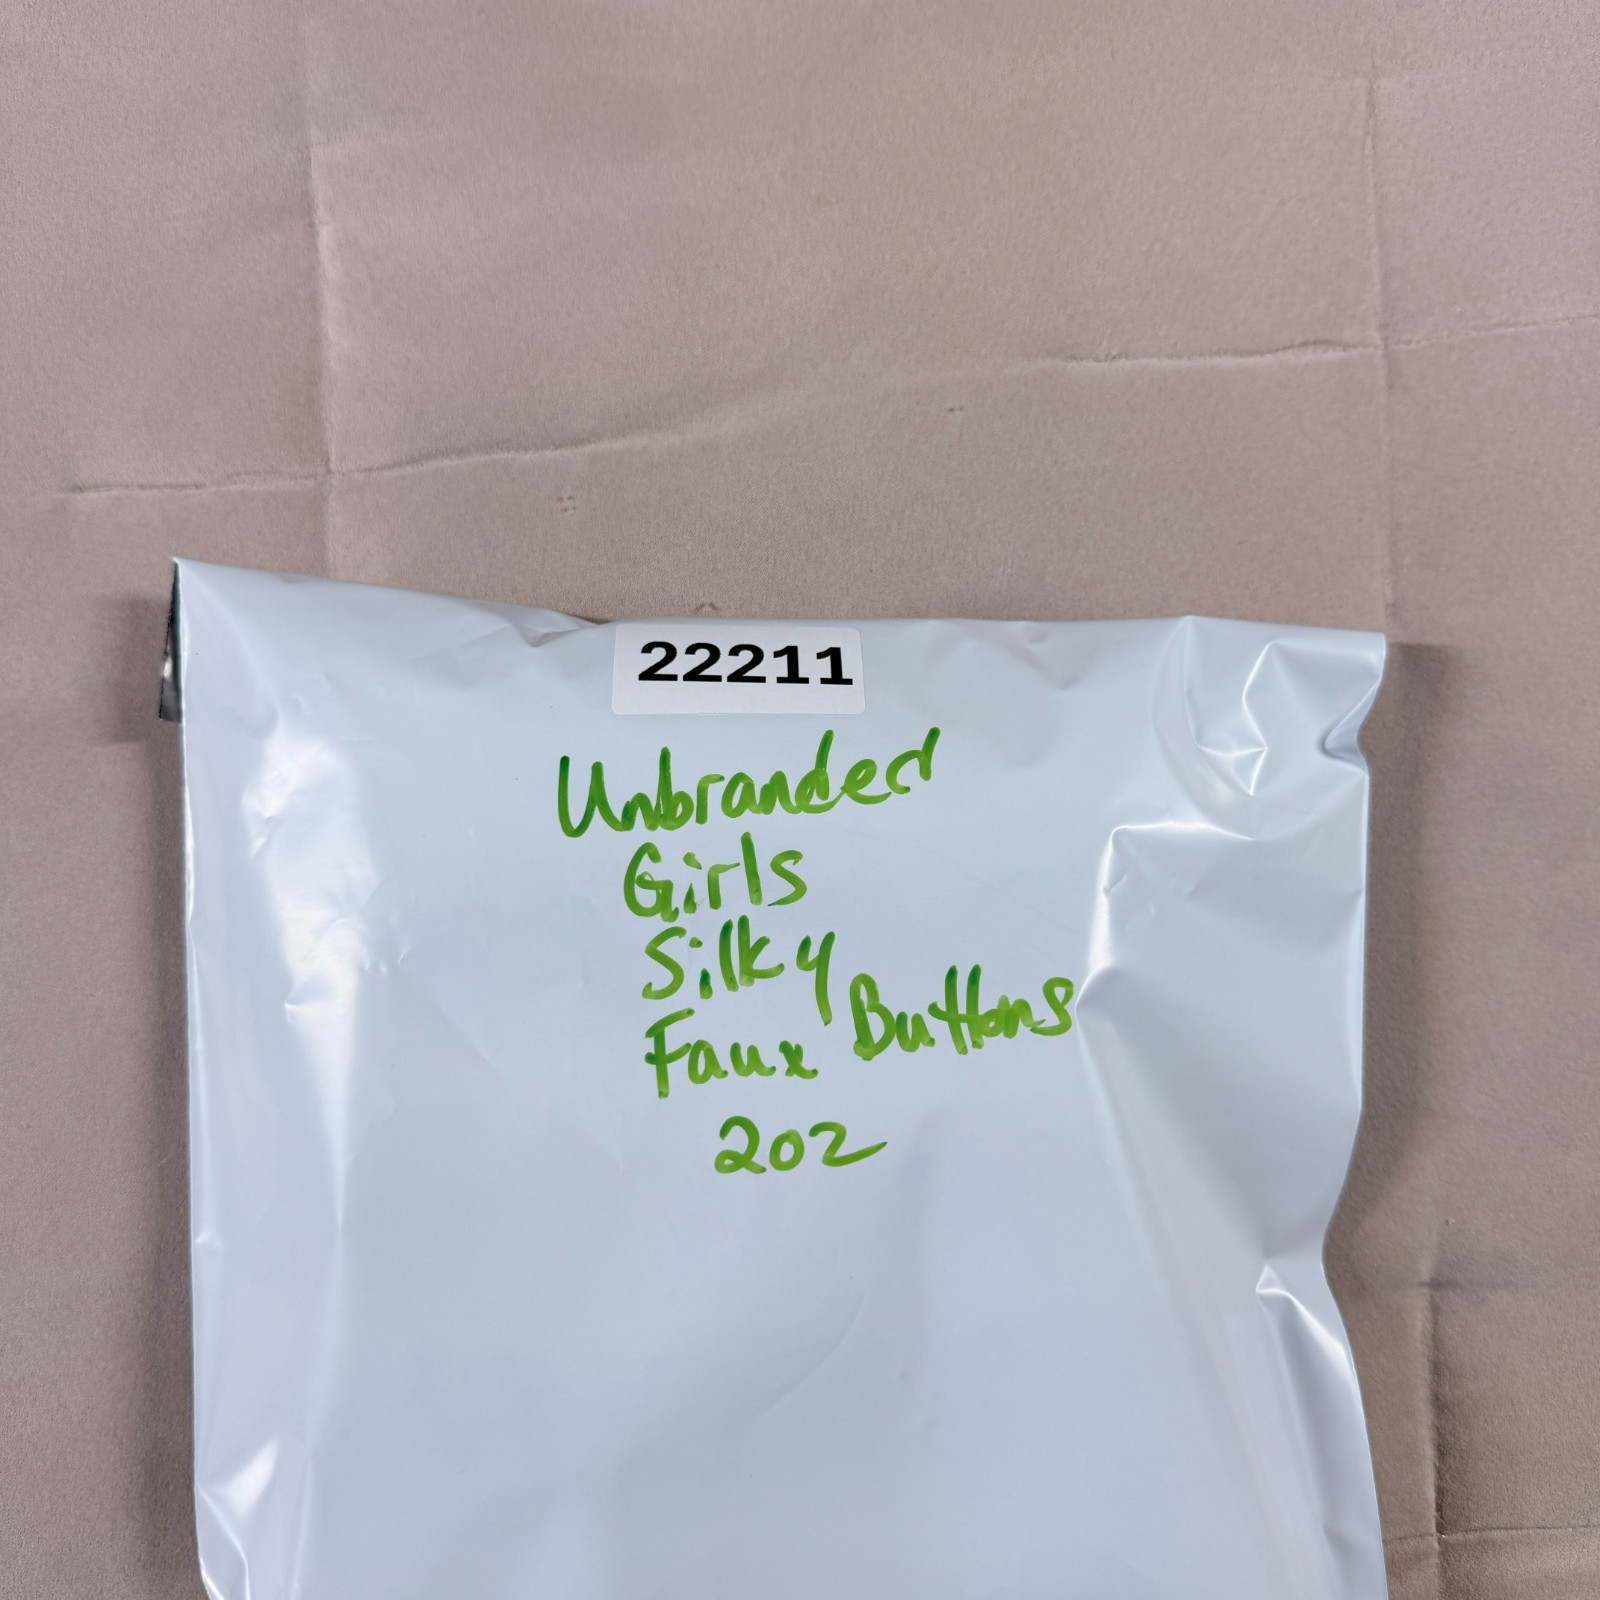 22211
Unbranded
Girls
Silky
Faux Buttons
2oz